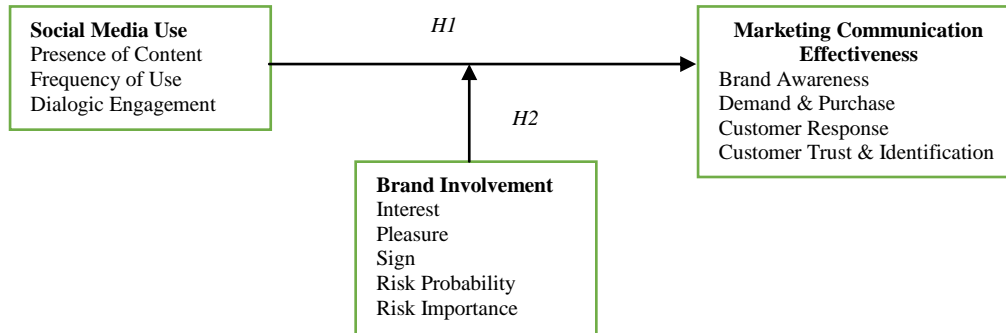 Social Media Use
Presence of Content
Frequency of Use
Dialogic Engagement
H1
Marketing Communication
Effectiveness
Brand Awareness
Demand & Purchase
Customer Response
Customer Trust & Identification
H2
Brand Involvement
Interest
Pleasure
Sign
Risk Probability
Risk Importance